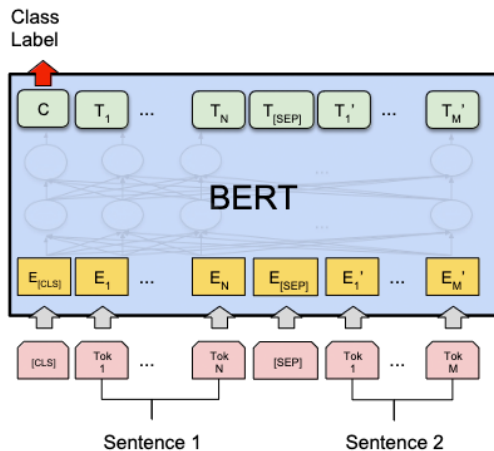 Class
Label
C T1 ... TN T[SEP] T1' ... TM'
...
BERT
...
E[CLS] E1 ... EN E[SEP] E1' ... EM'
[CLS] Tok 1 ... Tok N [SEP] Tok 1 ... Tok M
Sentence 1 Sentence 2